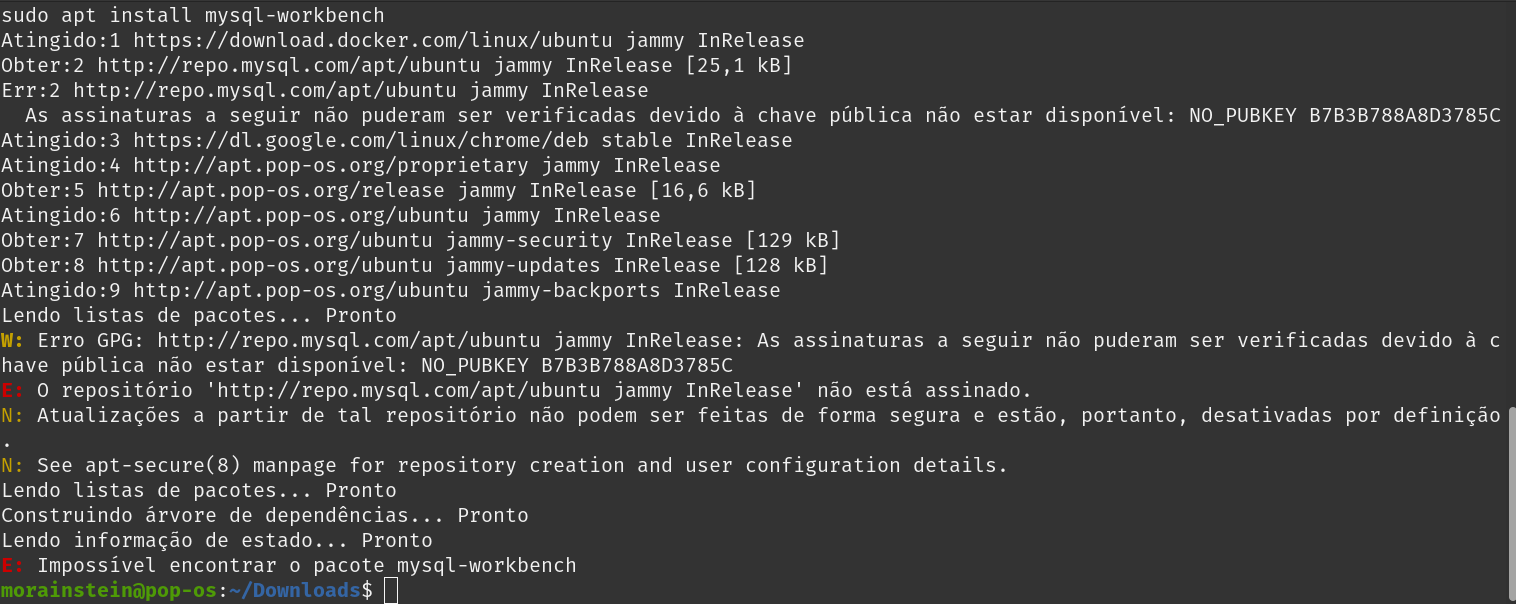 sudo apt install mysql-workbench
Atingido:1 https://download.docker.com/linux/ubuntu jammy InRelease
Obter:2 http://repo.mysql.com/apt/ubuntu jammy InRelease [25,1 kB]
Err:2 http://repo.mysql.com/apt/ubuntu jammy InRelease
  As assinaturas a seguir não puderam ser verificadas devido à chave pública não estar disponível: NO_PUBKEY B7B3B788A8D3785C
Atingido:3 https://dl.google.com/linux/chrome/deb stable InRelease
Atingido:4 http://apt.pop-os.org/proprietary jammy InRelease
Obter:5 http://apt.pop-os.org/release jammy InRelease [16,6 kB]
Atingido:6 http://apt.pop-os.org/ubuntu jammy InRelease
Obter:7 http://apt.pop-os.org/ubuntu jammy-security InRelease [129 kB]
Obter:8 http://apt.pop-os.org/ubuntu jammy-updates InRelease [128 kB]
Atingido:9 http://apt.pop-os.org/ubuntu jammy-backports InRelease
Lendo listas de pacotes... Pronto
W: Erro GPG: http://repo.mysql.com/apt/ubuntu jammy InRelease: As assinaturas a seguir não puderam ser verificadas devido à c
have pública não estar disponível: NO_PUBKEY B7B3B788A8D3785C
E: O repositório 'http://repo.mysql.com/apt/ubuntu jammy InRelease' não está assinado.
N: Atualizações a partir de tal repositório não podem ser feitas de forma segura e estão, portanto, desativadas por definição
.
N: See apt-secure(8) manpage for repository creation and user configuration details.
Lendo listas de pacotes... Pronto
Construindo árvore de dependências... Pronto
Lendo informação de estado... Pronto
E: Impossível encontrar o pacote mysql-workbench
morainstein@pop-os:~/Downloads$